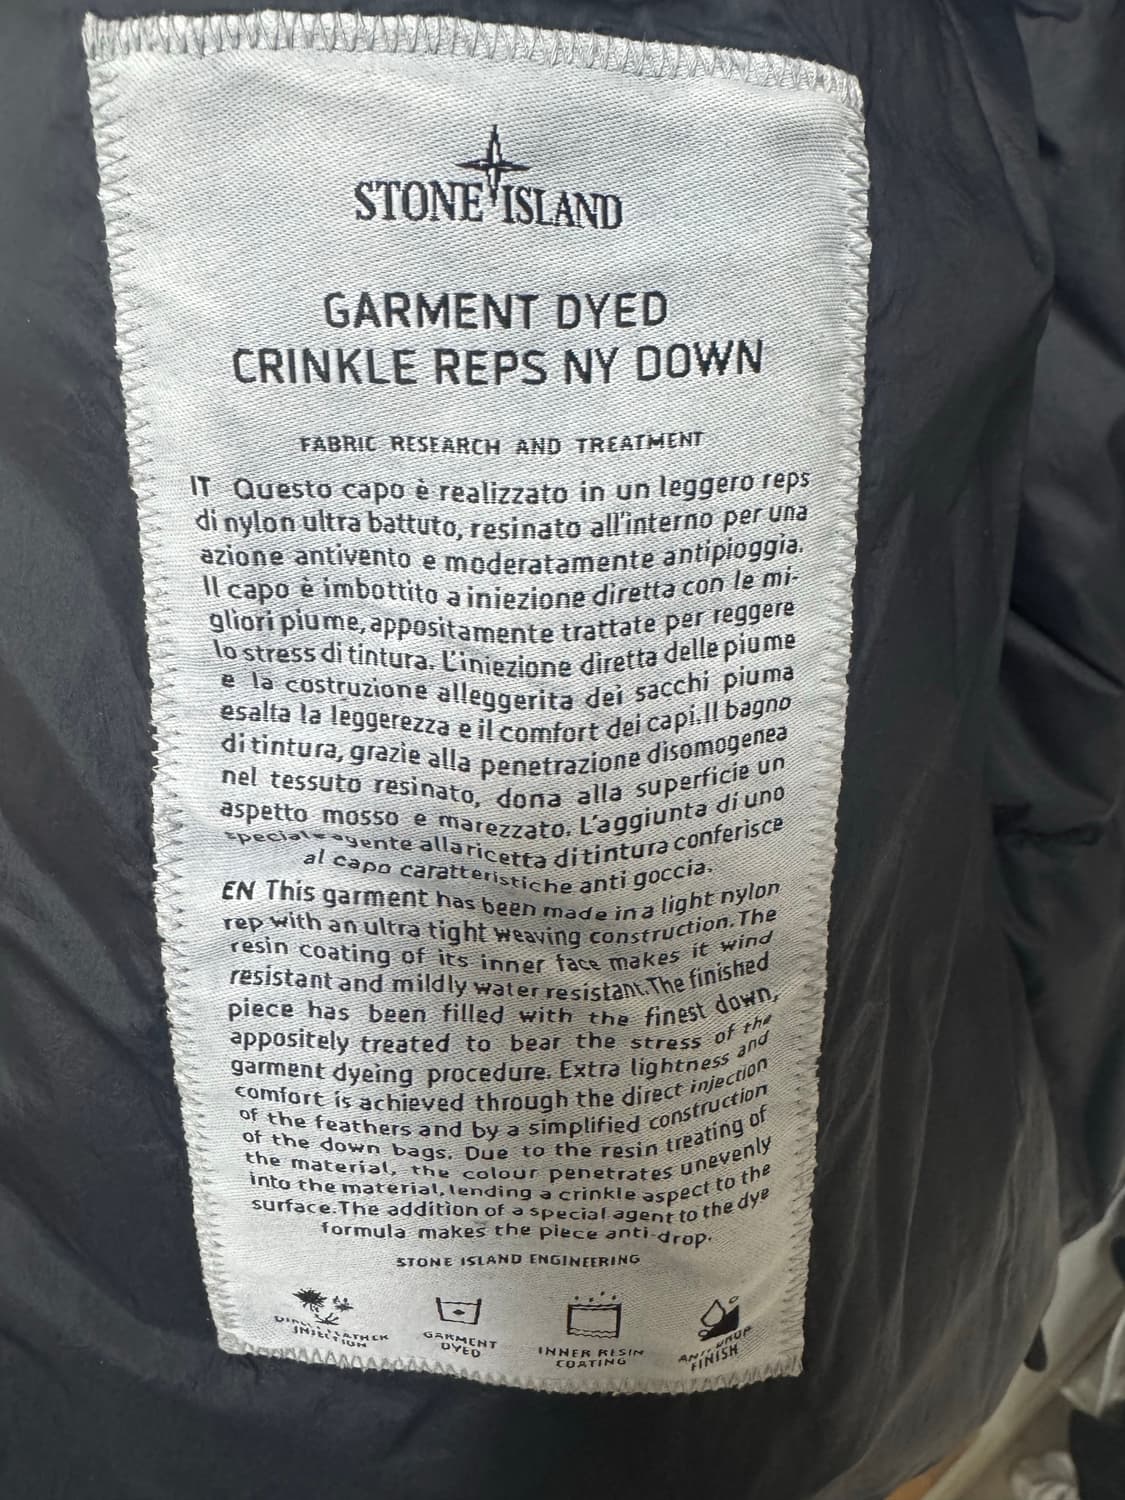 STONE ISLAND
GARMENT DYED
CRINKLE REPS NY DOWN
FABRIC RESEARCH AND TREATMENT
IT Questo capo è realizzato in un leggero reps
di nylon ultra battuto, resinato all'interno per una
azione antivento e moderatamente antipioggia.
Il capo è imbottito a iniezione diretta con le mi-
gliori piume, appositamente trattate per reggere
lo stress di tintura. L'iniezione diretta delle piume
e la costruzione alleggerita dei sacchi piuma
esalta la leggerezza e il comfort dei capi.Il bagno
di tintura, grazie alla penetrazione disomogenea
nel tessuto resinato, dona alla superficie un
aspetto mosso e marezzato. L'aggiunta di uno
speciale agente alla ricetta di tintura conferisce
al capo caratteristiche anti goccia.
EN This garment has been made in a light nylon
rep with an ultra tight weaving construction.The
resin coating of its inner face makes it wind
resistant and mildly water resistant.The finished
piece has been filled with the finest down,
appositely treated to bear the stress of the
garment dyeing procedure. Extra lightness and
comfort is achieved through the direct injection
of the feathers and by a simplified construction
of the down bags. Due to the resin treating of
the material, the colour penetrates unevenly
into the material, lending a crinkle aspect to the
surface.The addition of a special agent to the dye
formula makes the piece anti-drop.
STONE ISLAND ENGINEERING
INJECTION
GARMENT
DYED
INNER RESIN
COATING
ANTI DROP
FINISH